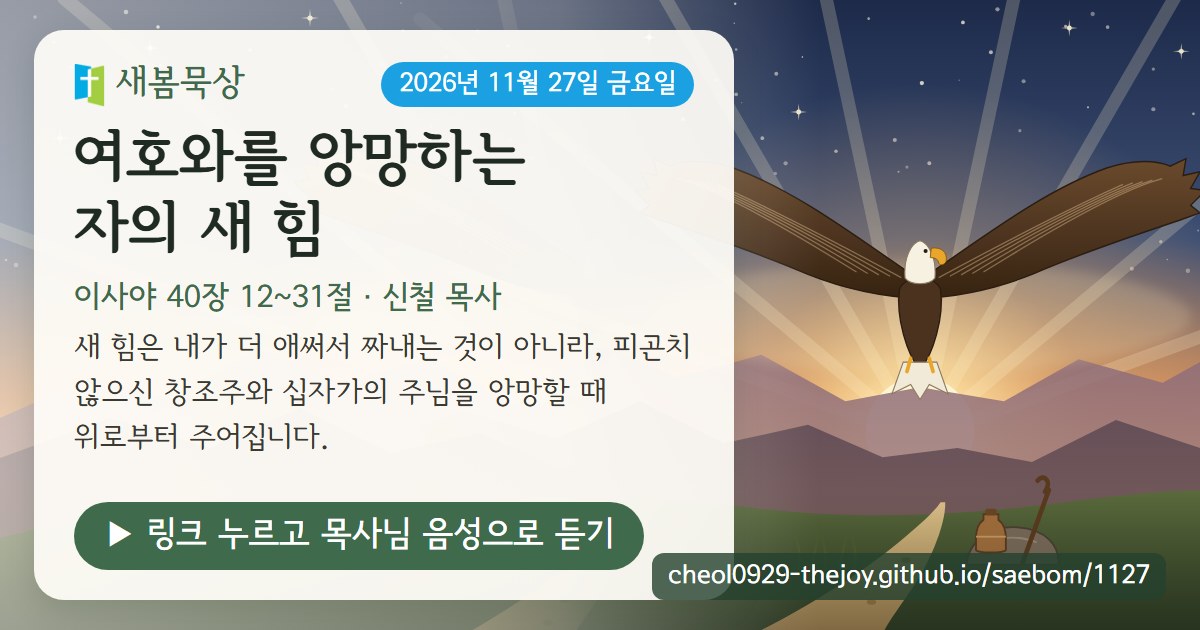 새봄묵상
2026년 11월 27일 금요일
여호와를 앙망하는
자의 새 힘
이사야 40장 12~31절 · 신철 목사
새 힘은 내가 더 애써서 짜내는 것이 아니라, 피곤치
않으신 창조주와 십자가의 주님을 앙망할 때
위로부터 주어집니다.
▶ 링크 누르고 목사님 음성으로 듣기
cheol0929-thejoy.github.io/saebom/1127